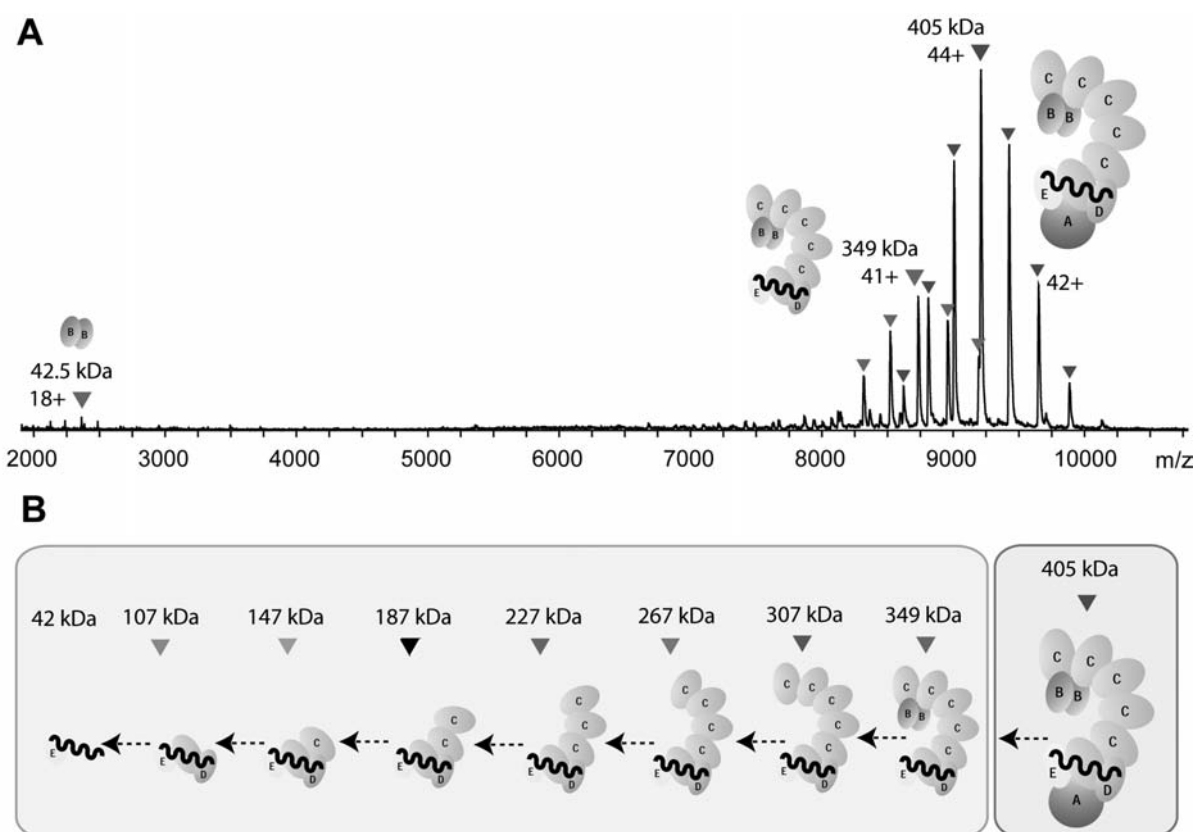 A
405 kDa
44+
C C C C C
B B
E D
A
C C C C C
B B
E D
349 kDa
41+
42+
B B
42.5 kDa
18+
2000 3000 4000 5000 6000 7000 8000 9000 10000 m/z
B
42 kDa 107 kDa 147 kDa 187 kDa 227 kDa 267 kDa 307 kDa 349 kDa 405 kDa
E
E D
C
E D
C C
E D
C C C
E D
C C C C
E D
C C C C C
E D
C C C C C
B B
E D
C C C C C
B B
E D
A